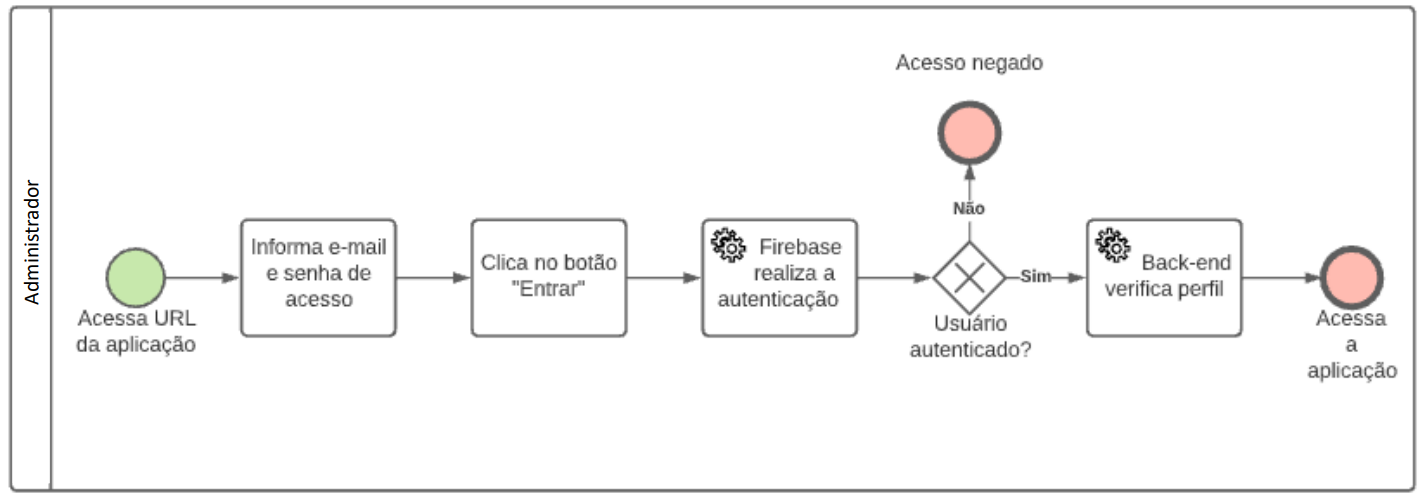 Administrador
Acessa URL
da aplicação
Informa e-mail
e senha de
acesso
Clica no botão
"Entrar"
Firebase
realiza a
autenticação
Usuário
autenticado?
Não
Acesso negado
Sim
Back-end
verifica perfil
Acessa
a
aplicação